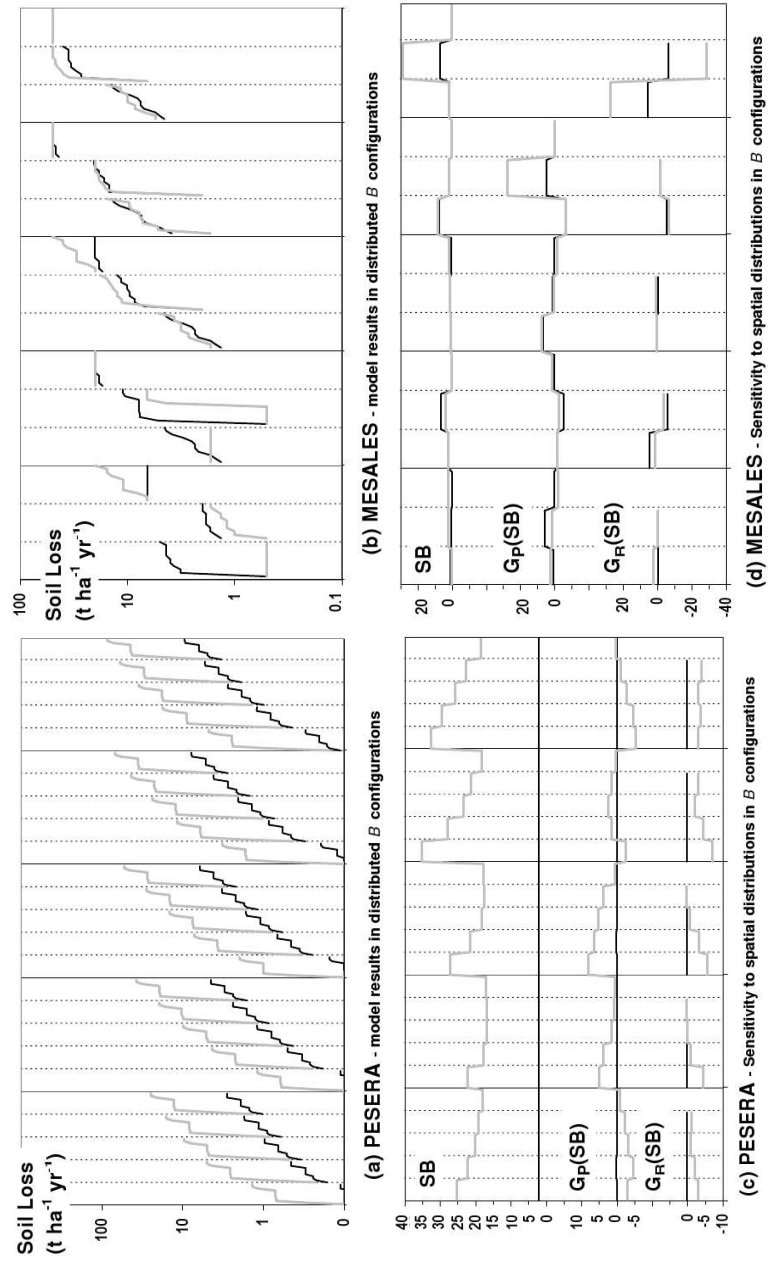 Soil Loss
(t ha⁻¹ yr⁻¹)
100
10
1
0
(a) PESERA - model results in distributed B configurations
Soil Loss
(t ha⁻¹ yr⁻¹)
100
10
1
0.1
(b) MESALES - model results in distributed B configurations
SB
Gₚ(SB)
Gᵣ(SB)
40
35
30
25
20
15
10
5
0
10
5
0
5
0
-5
-10
(c) PESERA - Sensitivity to spatial distributions in B configurations
SB
Gₚ(SB)
Gᵣ(SB)
20
0
20
0
20
0
-20
-40
(d) MESALES - Sensitivity to spatial distributions in B configurations